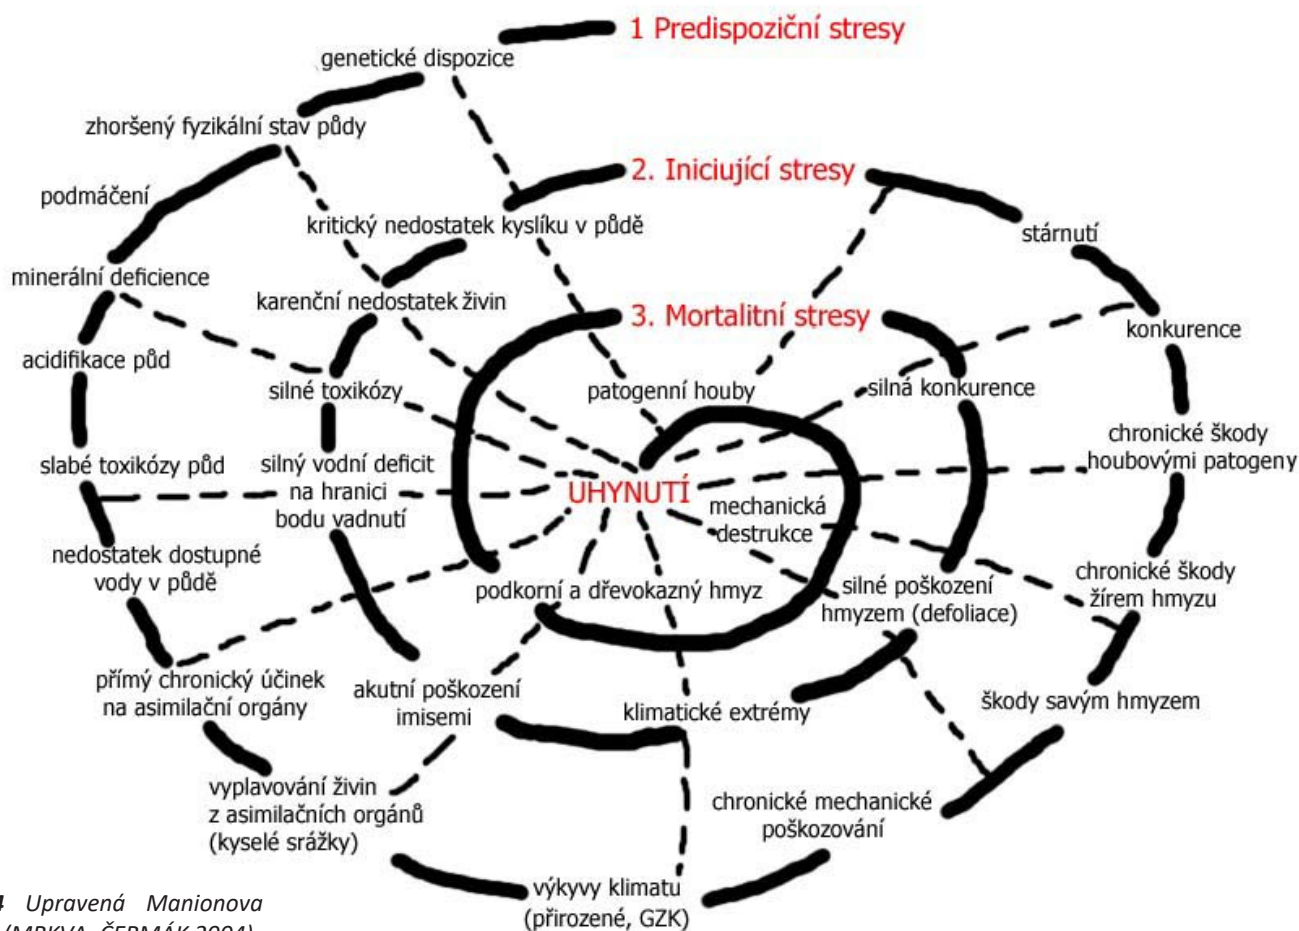 1 Predispoziční stresy
genetické dispozice
zhoršený fyzikální stav půdy
podmáčení
minerální deficience
acidifikace půd
slabé toxikózy půd
nedostatek dostupné
vody v půdě
přímý chronický účinek
na asimilační orgány
vyplavování živin
z asimilačních orgánů
(kyselé srážky)
výkyvy klimatu
(přirozené, GZK)
chronické mechanické
poškozování
škody savým hmyzem
chronické škody
žírem hmyzu
chronické škody
houbovými patogeny
konkurence
stárnutí
2. Iniciující stresy
kritický nedostatek kyslíku v půdě
karenční nedostatek živin
silné toxikózy
silný vodní deficit
na hranici
bodu vadnutí
akutní poškození
imisemi
klimatické extrémy
silné poškození
hmyzem (defoliace)
silná konkurence
3. Mortalitní stresy
patogenní houby
mechanická
destrukce
podkorní a dřevokazný hmyz
UHYNUTÍ
4 Upravená Manionova
(MRKVA, ČERMÁK 2004)